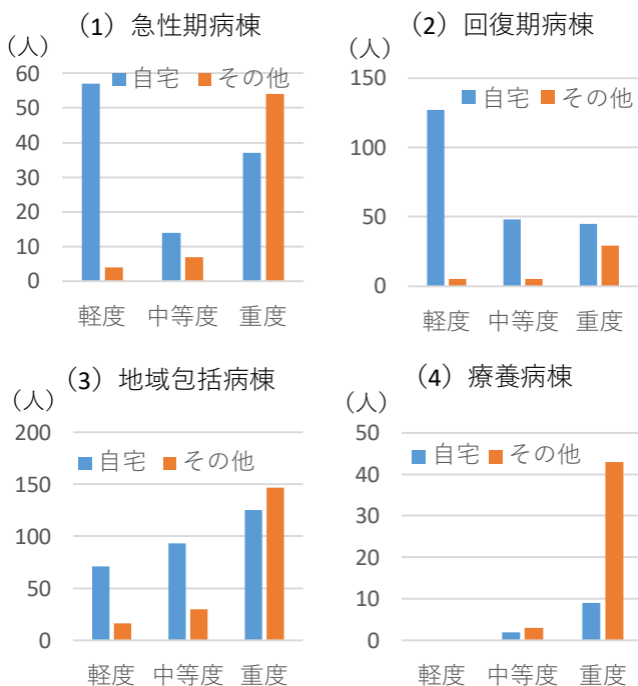 （1）急性期病棟
（人）
60
50
40
30
20
10
0
自宅 その他
軽度 中等度 重度
（2）回復期病棟
（人）
150
100
50
0
自宅 その他
軽度 中等度 重度
（3）地域包括病棟
（人）
200
150
100
50
0
自宅 その他
軽度 中等度 重度
（4）療養病棟
（人）
50
40
30
20
10
0
自宅 その他
軽度 中等度 重度